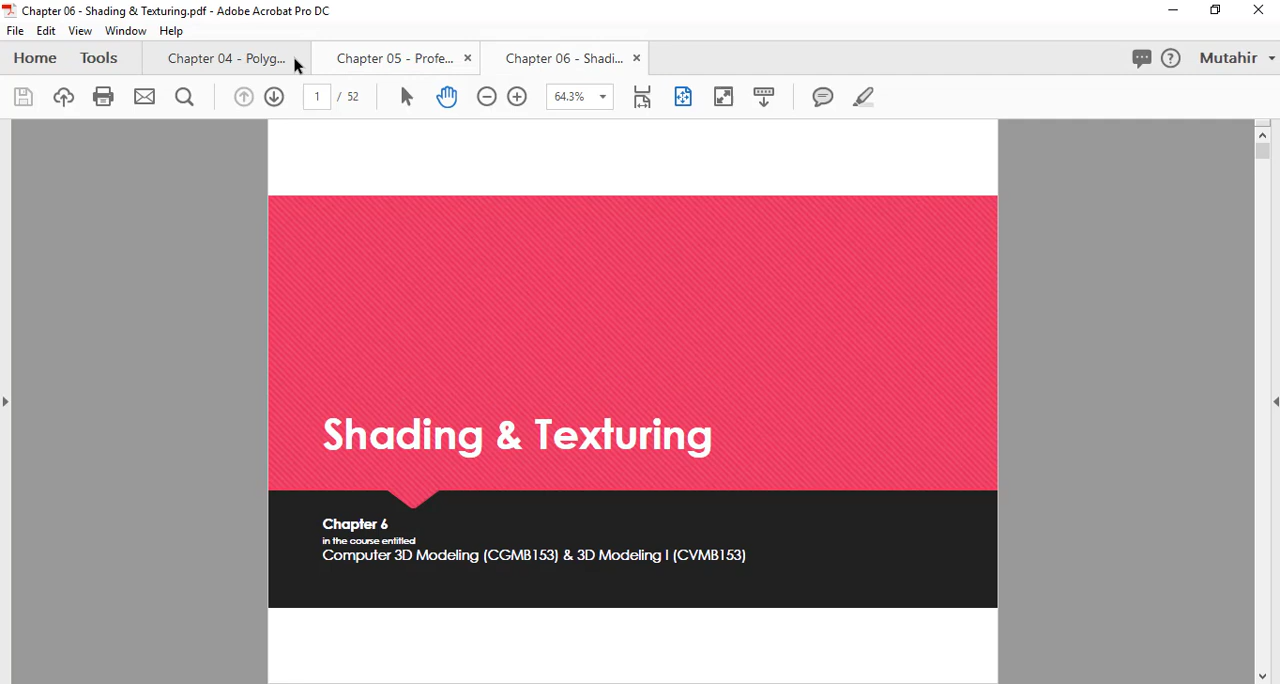 Chapter 06 - Shading & Texturing.pdf - Adobe Acrobat Pro DC
File Edit View Window Help
Home Tools Chapter 04 - Polyg... Chapter 05 - Profe... × Chapter 06 - Shadi... × Mutahir
1 / 52 64.3%
Shading & Texturing
Chapter 6
in the course entitled
Computer 3D Modeling (CGMB153) & 3D Modeling I (CVMB153)